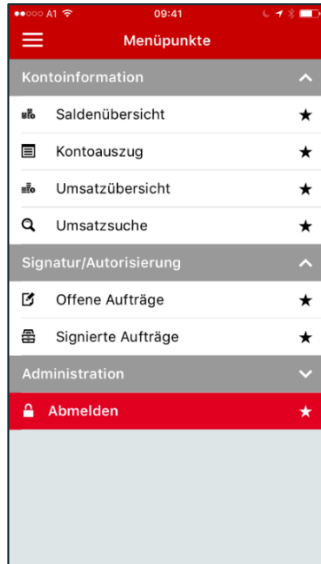 A1 09:41
Menüpunkte
Kontoinformation
Saldenübersicht
Kontoauszug
Umsatzübersicht
Umsatzsuche
Signatur/Autorisierung
Offene Aufträge
Signierte Aufträge
Administration
Abmelden